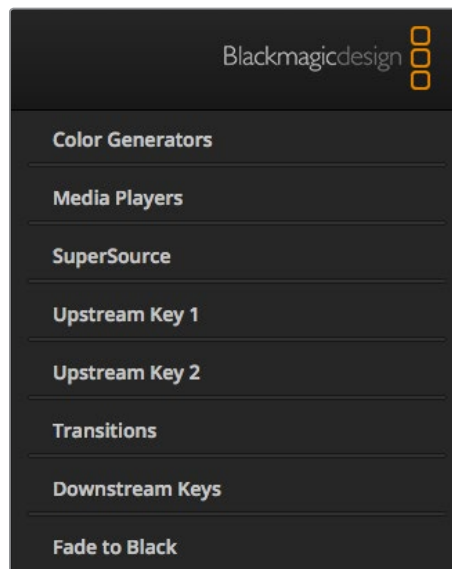 Blackmagicdesign
Color Generators
Media Players
SuperSource
Upstream Key 1
Upstream Key 2
Transitions
Downstream Keys
Fade to Black